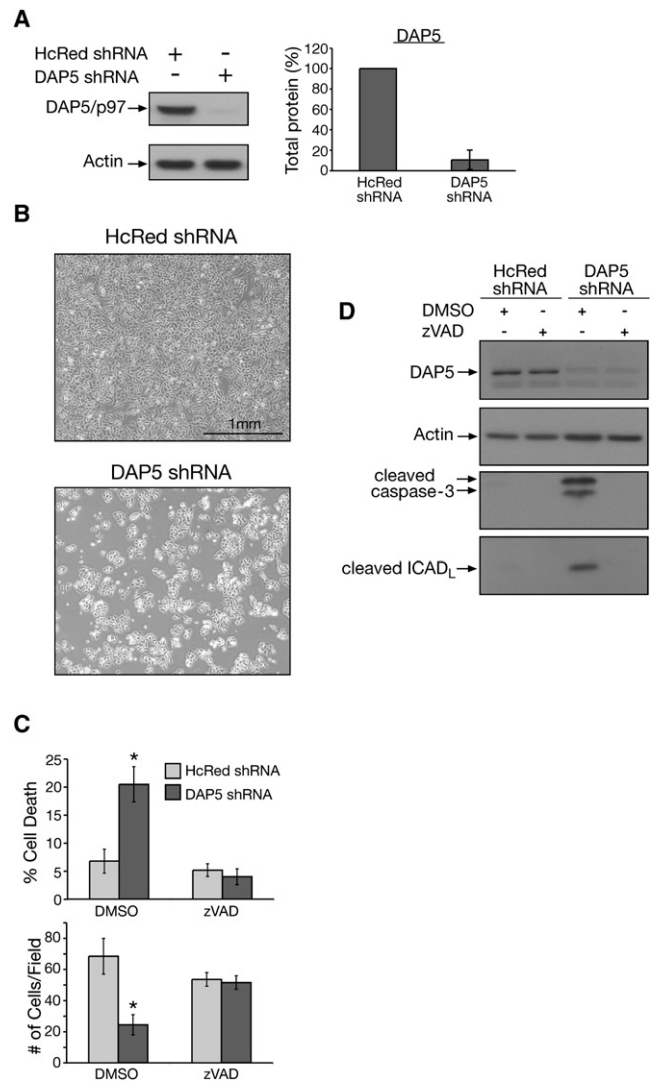 A
HcRed shRNA + -
DAP5 shRNA - +
DAP5/p97
Actin
DAP5
Total protein (%)
120
100
80
60
40
20
0
HcRed shRNA
DAP5 shRNA
B
HcRed shRNA
1mm
DAP5 shRNA
C
% Cell Death
25
20
15
10
5
0
*
HcRed shRNA
DAP5 shRNA
DMSO zVAD
# of Cells/Field
80
60
40
20
0
*
DMSO zVAD
D
HcRed shRNA
DAP5 shRNA
DMSO + - + -
zVAD - + - +
DAP5
Actin
cleaved
caspase-3
cleaved ICADL